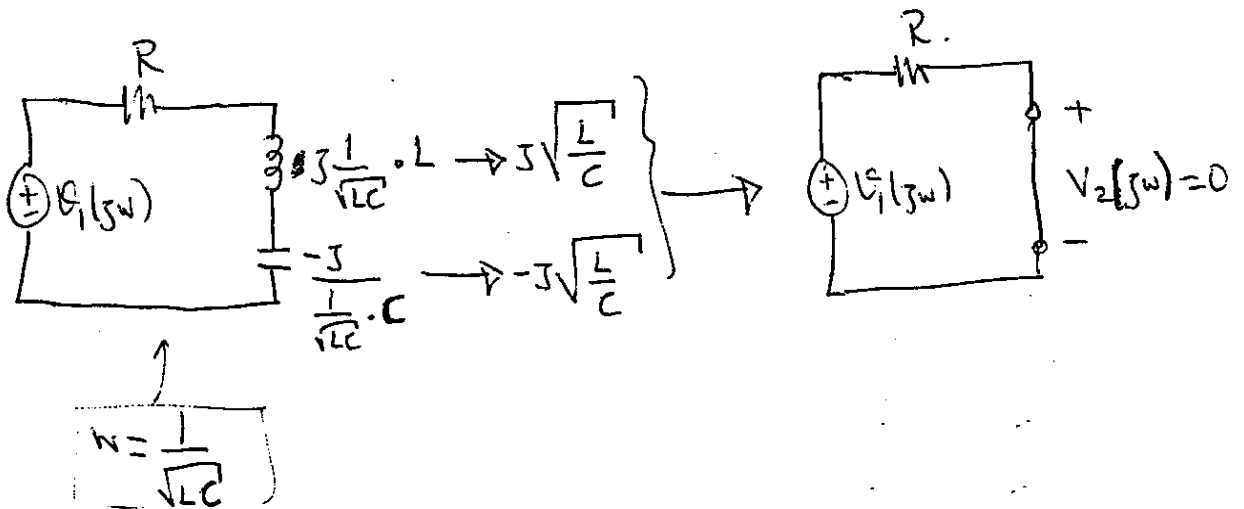 R
R.
J 1/√LC · L → J√(L/C)
+
V₁(jω)
V₁(jω)
V₂(jω)=0
-J / (1/√LC · C) → -J√(L/C)
-
W = 1/√LC